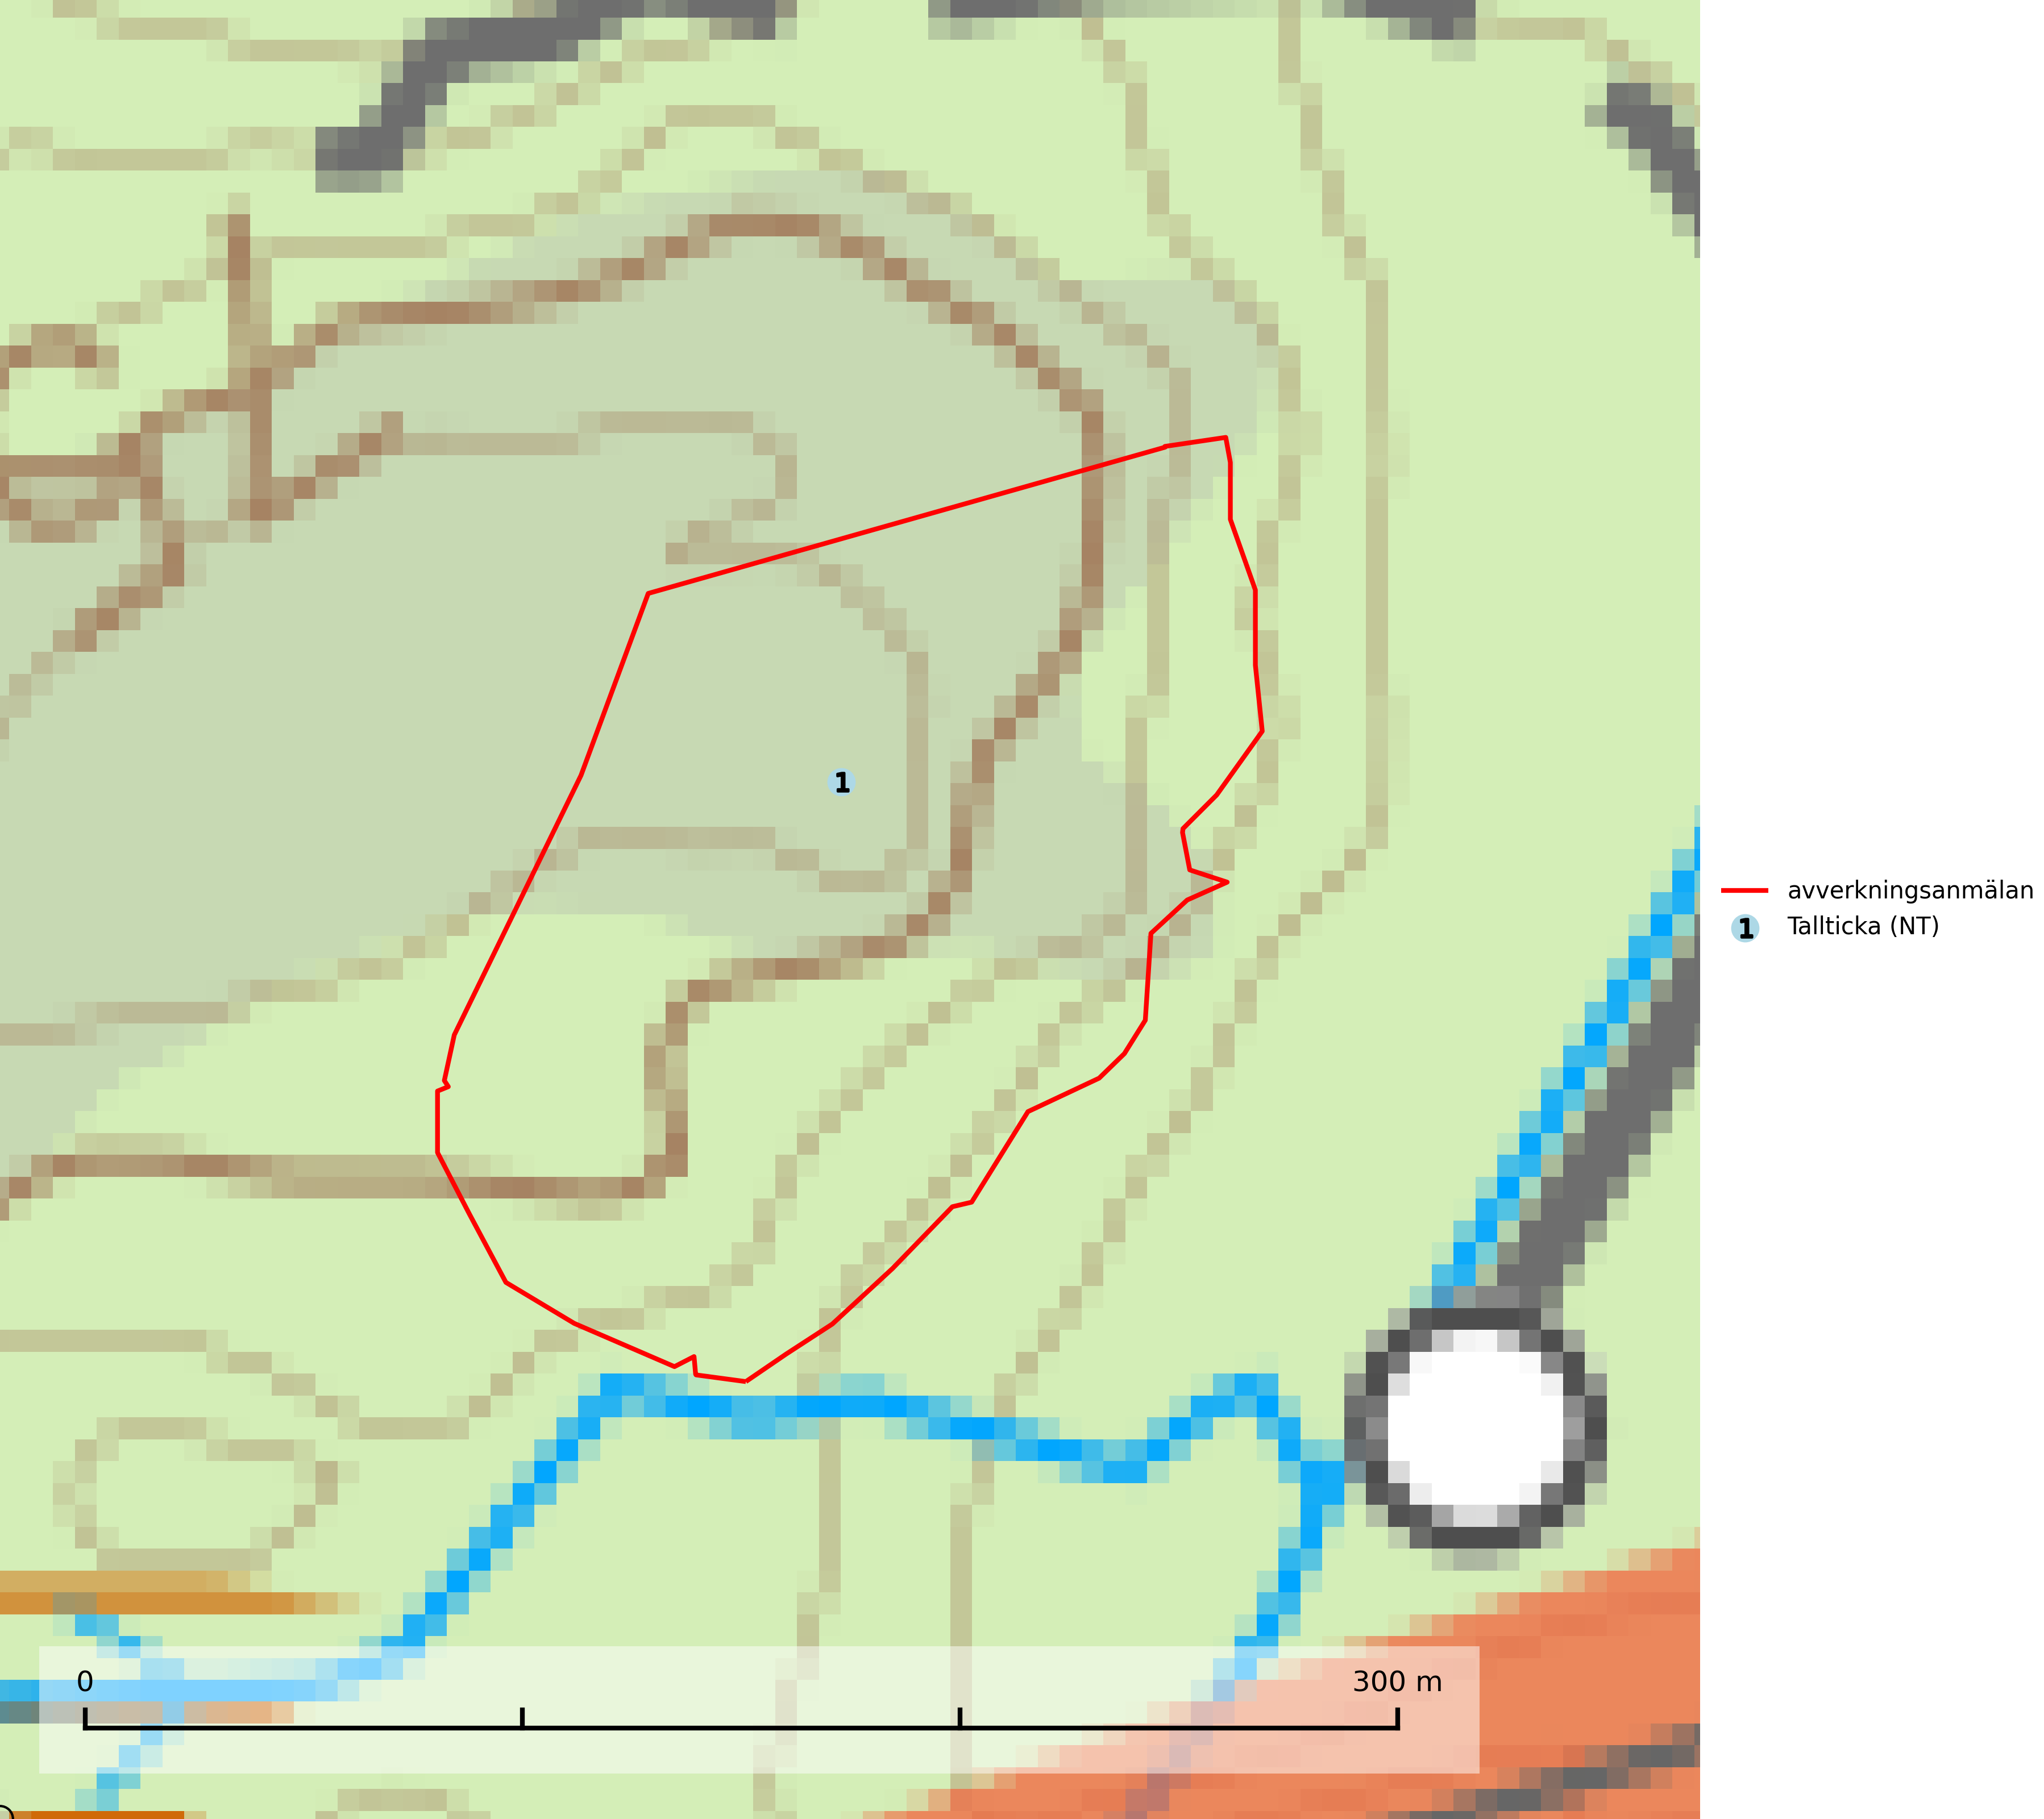 1
avverkningsanmälan
1 Tallticka (NT)
0 300 m